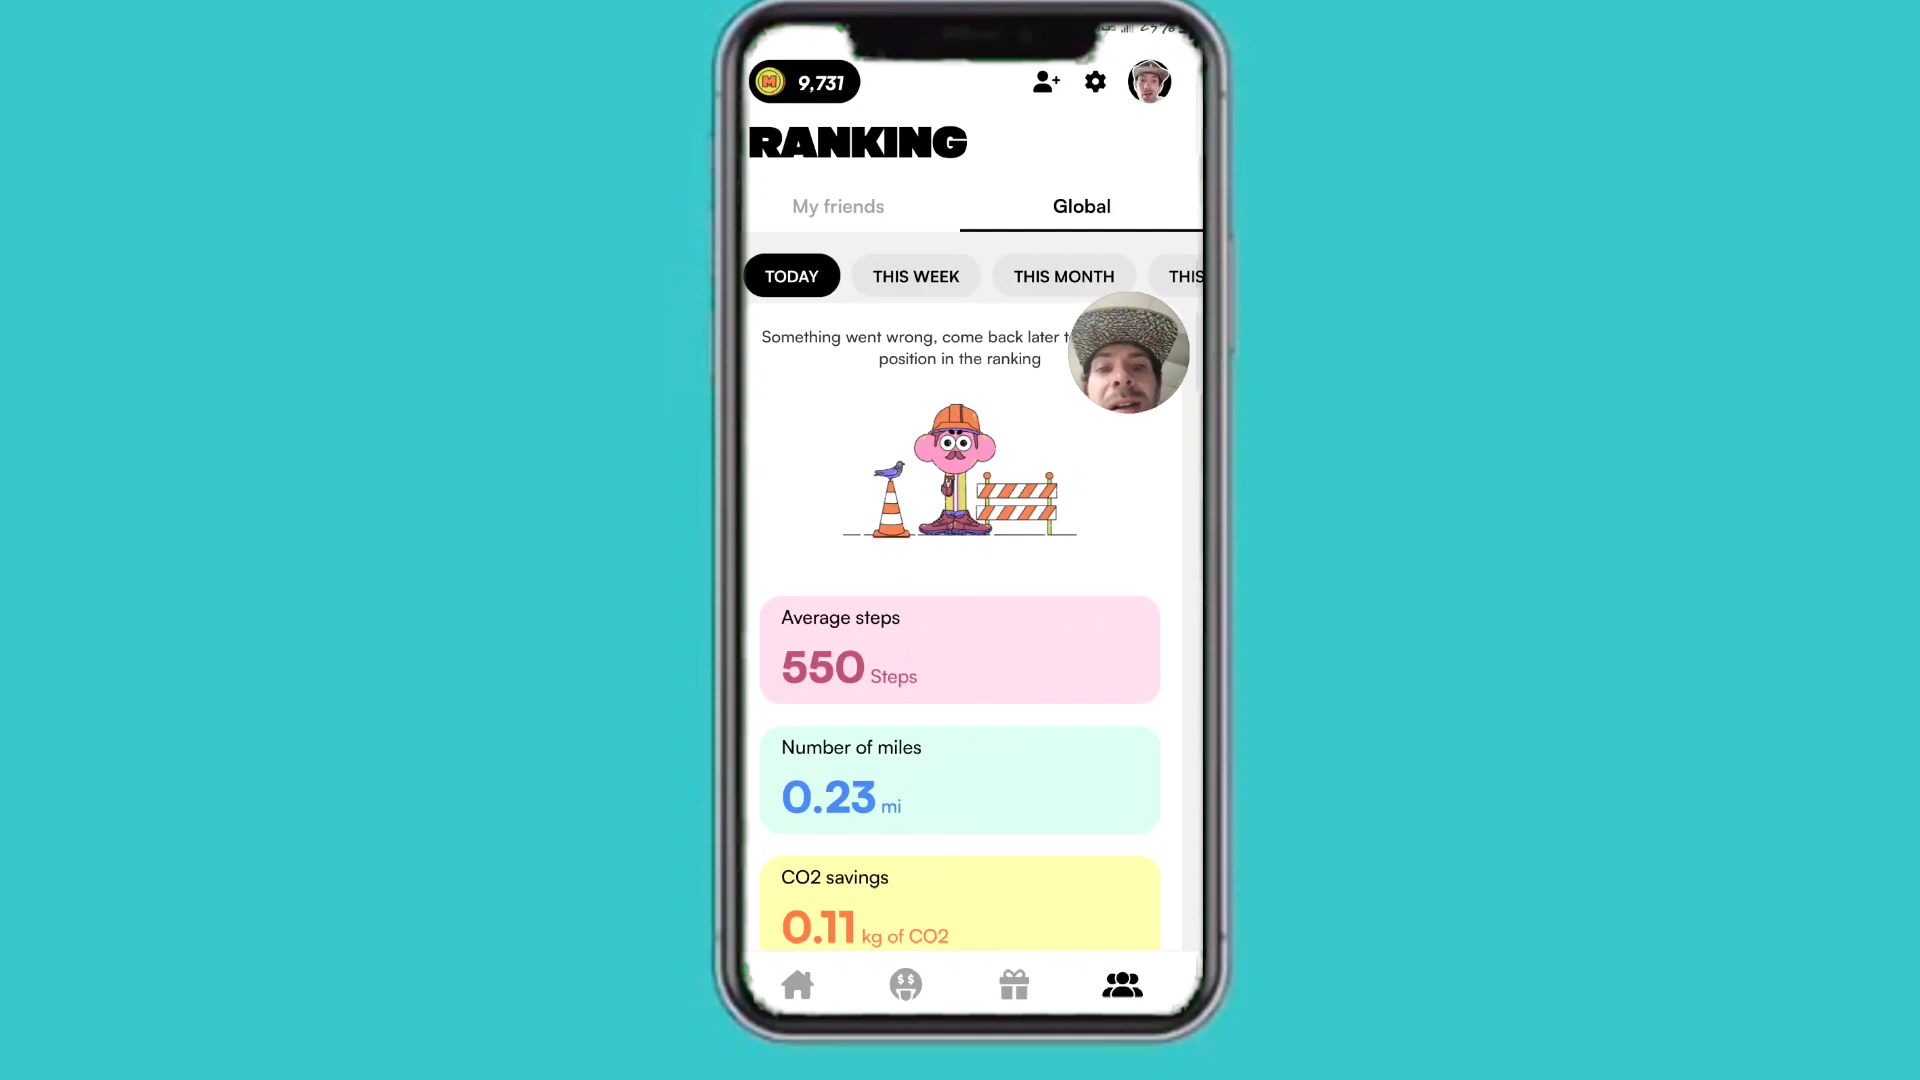 9,731
RANKING
My friends
Global
TODAY
THIS WEEK
THIS MONTH
THIS
Something went wrong, come back later
position in the ranking
Average steps
550 Steps
Number of miles
0.23 mi
CO2 savings
0.11 kg of CO2